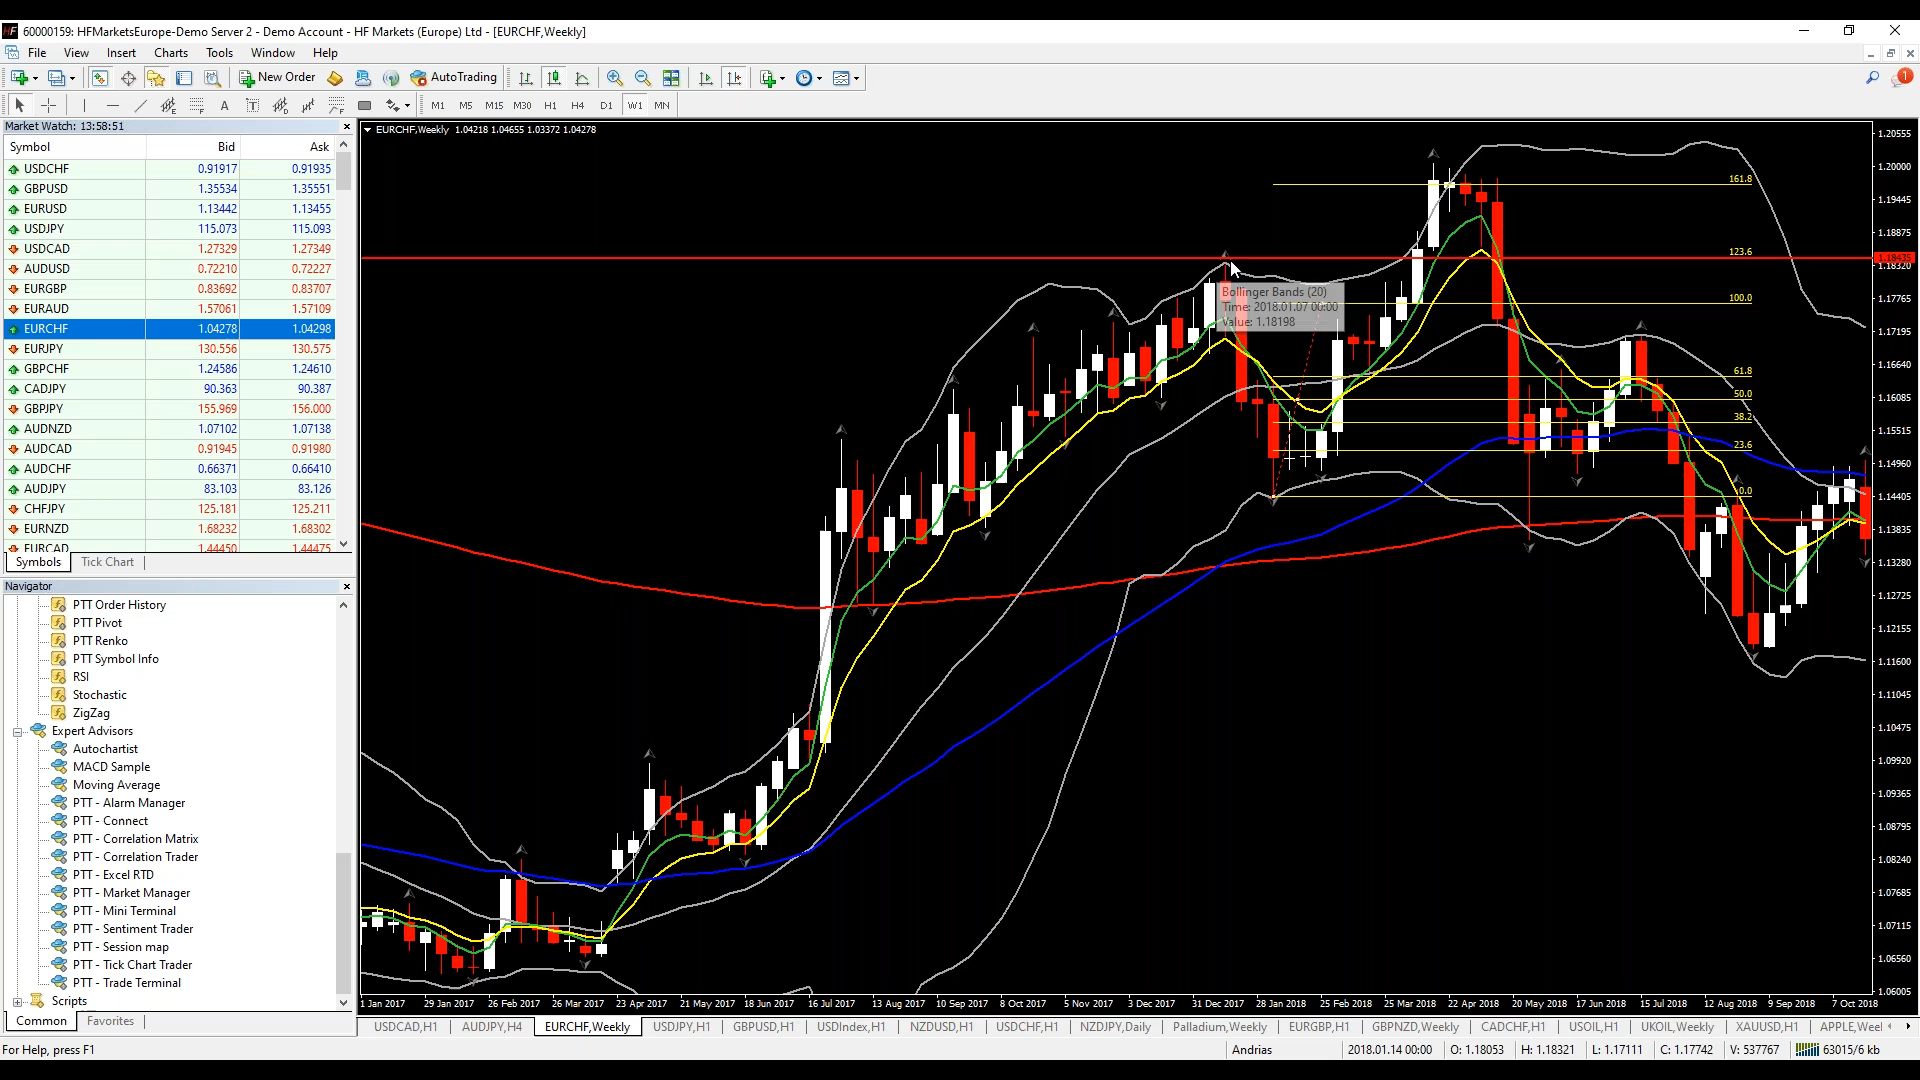 60000159: HFMarketsEurope-Demo Server 2 - Demo Account - HF Markets (Europe) Ltd - [EURCHF,Weekly]
File View Insert Charts Tools Window Help
New Order AutoTrading 1
A T M1 M5 M15 M30 H1 H4 D1 W1 MN
Market Watch: 13:58:51
Symbol Bid Ask
USDCHF 0.91917 0.91935
GBPUSD 1.35534 1.35551
EURUSD 1.13442 1.13455
USDJPY 115.073 115.093
USDCAD 1.27329 1.27349
AUDUSD 0.72210 0.72227
EURGBP 0.83692 0.83707
EURAUD 1.57061 1.57109
EURCHF 1.04278 1.04298
EURJPY 130.556 130.575
GBPCHF 1.24586 1.24610
CADJPY 90.363 90.387
GBPJPY 155.969 156.000
AUDNZD 1.07102 1.07138
AUDCAD 0.91945 0.91980
AUDCHF 0.66371 0.66410
AUDJPY 83.103 83.126
CHFJPY 125.181 125.211
EURNZD 1.68232 1.68302
EURCAD 1.44450 1.44475
Symbols Tick Chart
Navigator
PTT Order History
PTT Pivot
PTT Renko
PTT Symbol Info
RSI
Stochastic
ZigZag
Expert Advisors
Autochartist
MACD Sample
Moving Average
PTT - Alarm Manager
PTT - Connect
PTT - Correlation Matrix
PTT - Correlation Trader
PTT - Excel RTD
PTT - Market Manager
PTT - Mini Terminal
PTT - Sentiment Trader
PTT - Session map
PTT - Tick Chart Trader
PTT - Trade Terminal
Scripts
Common Favorites
EURCHF,Weekly 1.04218 1.04655 1.03372 1.04278
161.8
123.6
100.0
61.8
50.0
38.2
23.6
0.0
Bollinger Bands (20)
Time: 2018.01.07 00:00
Value: 1.18198
1.20555
1.20000
1.19445
1.18875
1.18435
1.18320
1.17765
1.17195
1.16640
1.16085
1.15515
1.14960
1.14405
1.13835
1.13280
1.12725
1.12155
1.11600
1.11045
1.10475
1.09920
1.09365
1.08795
1.08240
1.07685
1.07115
1.06560
1.06005
1 Jan 2017 29 Jan 2017 26 Feb 2017 26 Mar 2017 23 Apr 2017 21 May 2017 18 Jun 2017 16 Jul 2017 13 Aug 2017 10 Sep 2017 8 Oct 2017 5 Nov 2017 3 Dec 2017 31 Dec 2017 28 Jan 2018 25 Feb 2018 25 Mar 2018 22 Apr 2018 20 May 2018 17 Jun 2018 15 Jul 2018 12 Aug 2018 9 Sep 2018 7 Oct 2018
USDCAD,H1 AUDJPY,H4 EURCHF,Weekly USDJPY,H1 GBPUSD,H1 USDIndex,H1 NZDUSD,H1 USDCHF,H1 NZDJPY,Daily Palladium,Weekly EURGBP,H1 GBPNZD,Weekly CADCHF,H1 USOIL,H1 UKOIL,Weekly XAUUSD,H1 APPLE,Weel
For Help, press F1 Andrias 2018.01.14 00:00 O: 1.18053 H: 1.18321 L: 1.17111 C: 1.17742 V: 537767 63015/6 kb